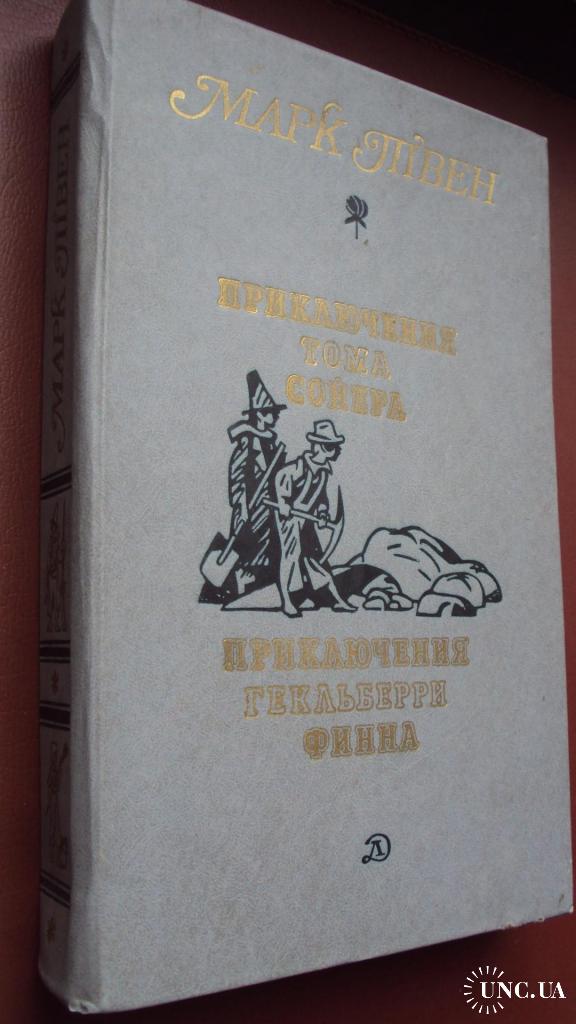 МАРК ТВЕН
ПРИКЛЮЧЕНИЯ
ТОМА
СОЙЕРА
ПРИКЛЮЧЕНИЯ
ГЕКЛЬБЕРРИ
ФИННА
Д
МАРК ТВЕН
UNC.UA